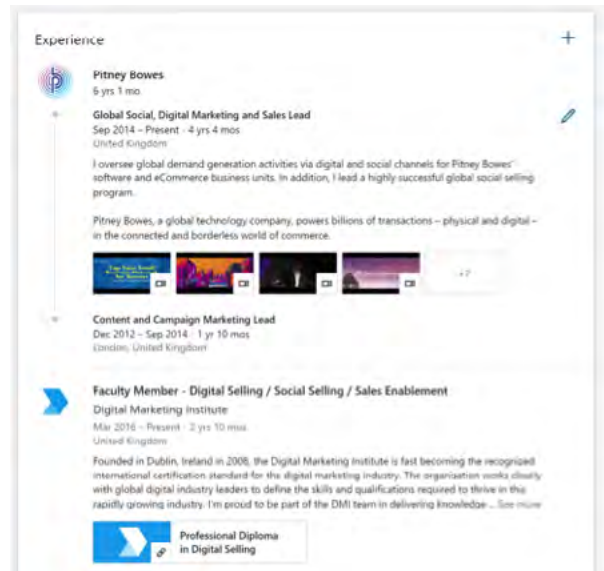 Experience
Pitney Bowes
6 yrs 1 mo
Global Social, Digital Marketing and Sales Lead
Sep 2014 – Present · 4 yrs 4 mos
United Kingdom
I oversee global demand generation activities via digital and social channels for Pitney Bowes'
software and eCommerce business units. In addition, I lead a highly successful global social selling
program.
Pitney Bowes, a global technology company, powers billions of transactions – physical and digital –
in the connected and borderless world of commerce.
+7
Content and Campaign Marketing Lead
Dec 2012 – Sep 2014 · 1 yr 10 mos
London, United Kingdom
Faculty Member - Digital Selling / Social Selling / Sales Enablement
Digital Marketing Institute
Mar 2016 – Present · 2 yrs 10 mos
United Kingdom
Founded in Dublin, Ireland in 2008, the Digital Marketing Institute is fast becoming the recognized
international certification standard for the digital marketing industry. The organisation works closely
with global digital industry leaders to define the skills and qualifications required to thrive in this
rapidly growing industry. I'm proud to be part of the DMI team in delivering knowledge ... See more
Professional Diploma
in Digital Selling